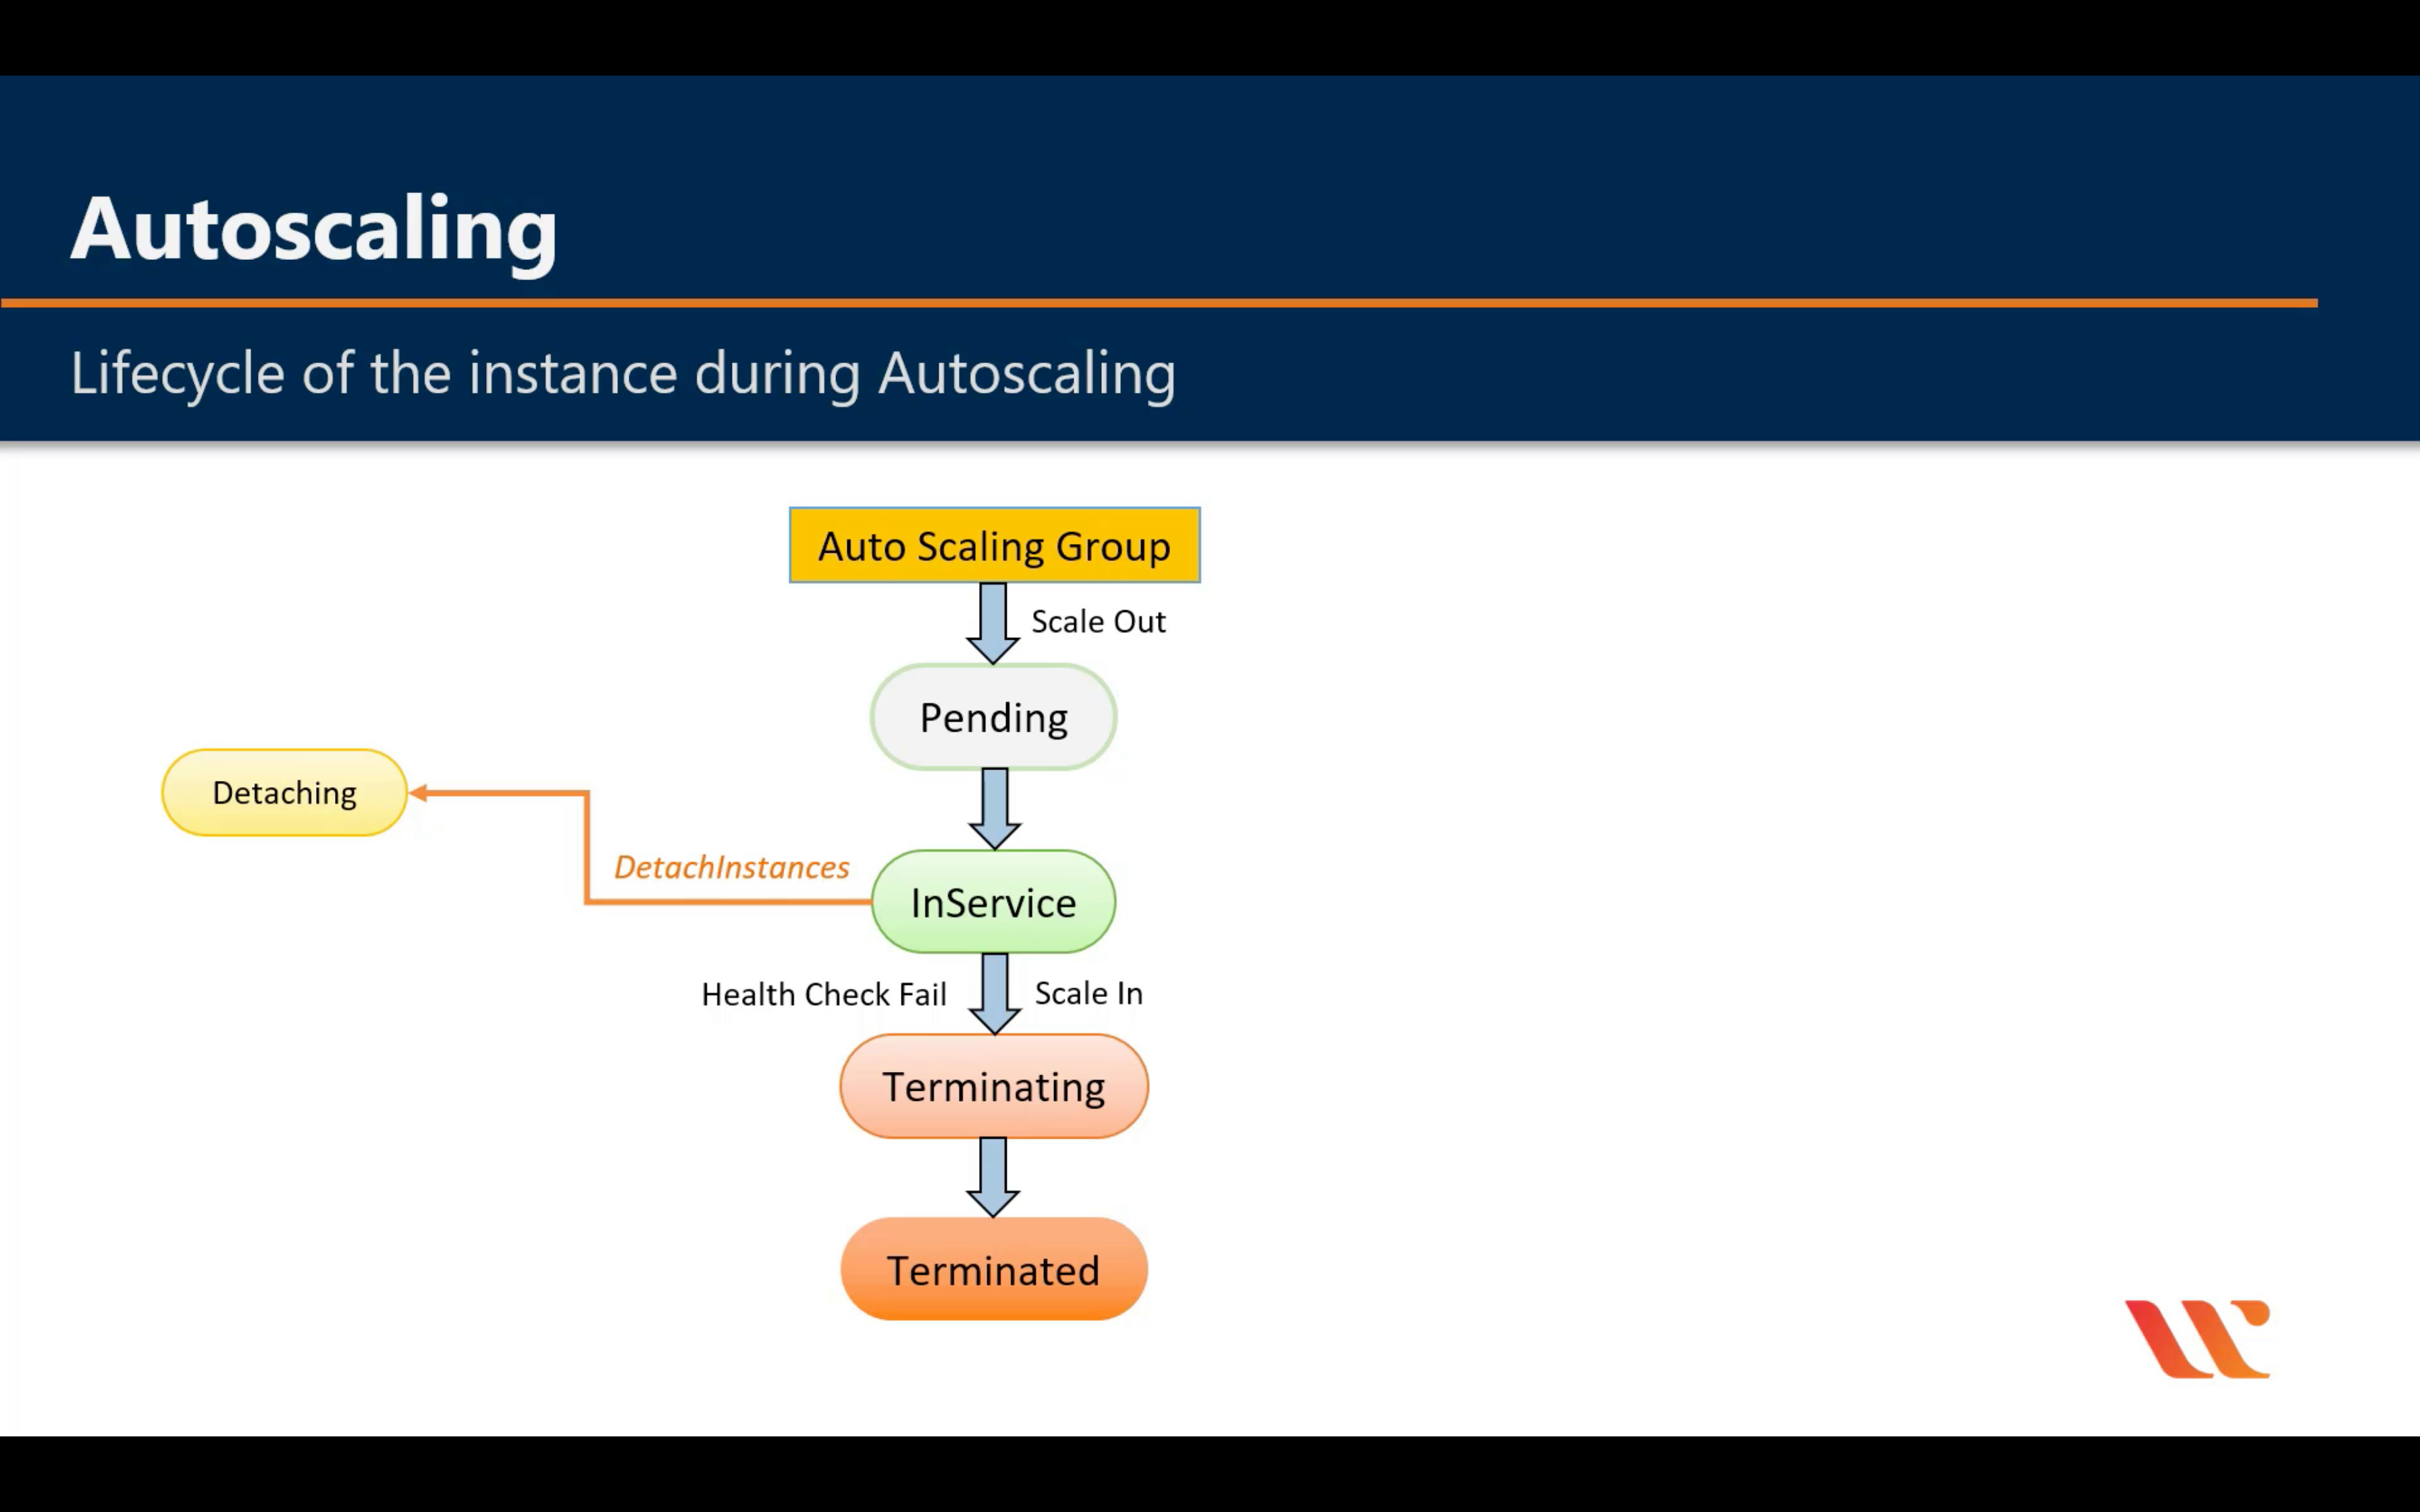 Autoscaling
Lifecycle of the instance during Autoscaling
Auto Scaling Group
Scale Out
Pending
Detaching
DetachInstances
InService
Health Check Fail
Scale In
Terminating
Terminated